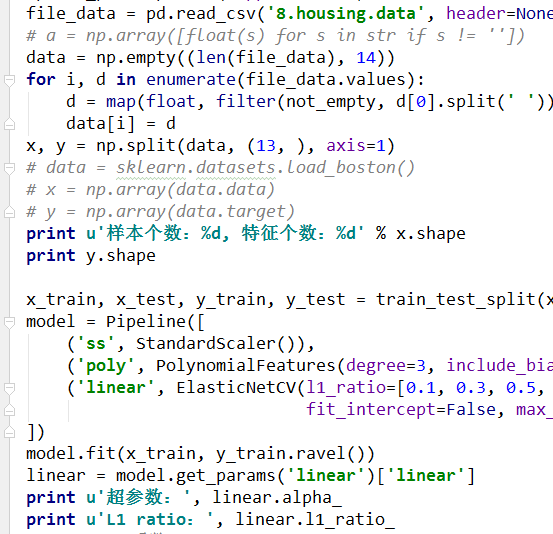 file_data = pd.read_csv('8.housing.data', header=None
# a = np.array([float(s) for s in str if s != ''])
data = np.empty((len(file_data), 14))
for i, d in enumerate(file_data.values):
    d = map(float, filter(not_empty, d[0].split(' '))
    data[i] = d
x, y = np.split(data, (13, ), axis=1)
# data = sklearn.datasets.load_boston()
# x = np.array(data.data)
# y = np.array(data.target)
print u'样本个数：%d, 特征个数：%d' % x.shape
print y.shape
x_train, x_test, y_train, y_test = train_test_split(x
model = Pipeline([
    ('ss', StandardScaler()),
    ('poly', PolynomialFeatures(degree=3, include_bia
    ('linear', ElasticNetCV(l1_ratio=[0.1, 0.3, 0.5,
                            fit_intercept=False, max_
])
model.fit(x_train, y_train.ravel())
linear = model.get_params('linear')['linear']
print u'超参数：', linear.alpha_
print u'L1 ratio：', linear.l1_ratio_